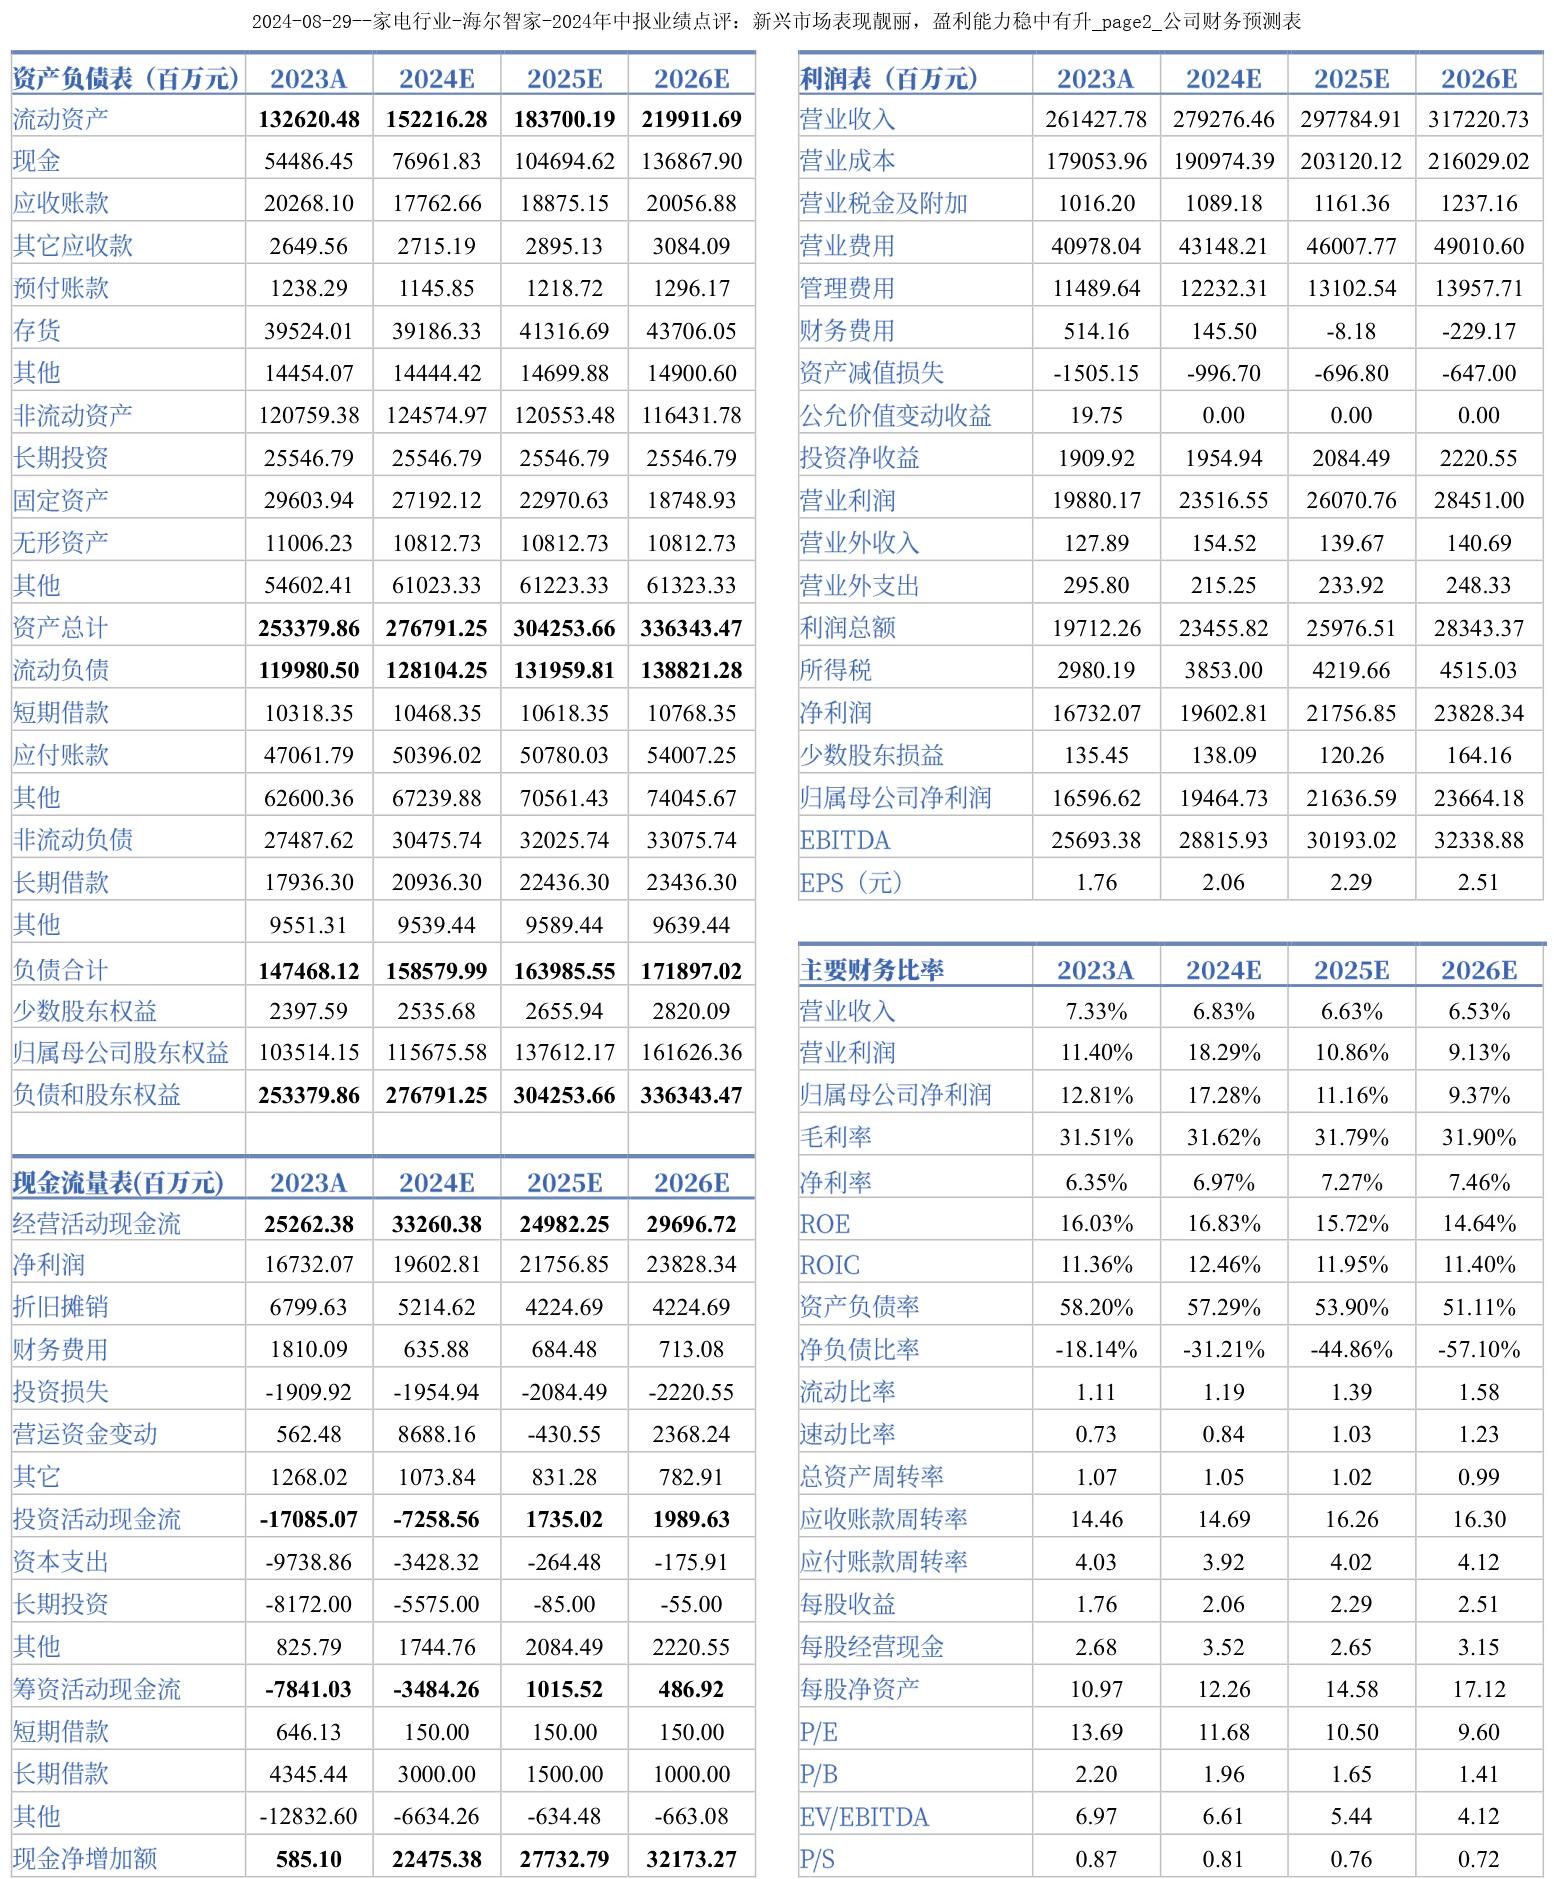 2024-08-29--家电行业-海尔智家-2024年中报业绩点评：新兴市场表现靓丽，盈利能力稳中有升_page2_公司财务预测表
资产负债表（百万元） 2023A 2024E 2025E 2026E
流动资产 132620.48 152216.28 183700.19 219911.69
现金 54486.45 76961.83 104694.62 136867.90
应收账款 20268.10 17762.66 18875.15 20056.88
其它应收款 2649.56 2715.19 2895.13 3084.09
预付账款 1238.29 1145.85 1218.72 1296.17
存货 39524.01 39186.33 41316.69 43706.05
其他 14454.07 14444.42 14699.88 14900.60
非流动资产 120759.38 124574.97 120553.48 116431.78
长期投资 25546.79 25546.79 25546.79 25546.79
固定资产 29603.94 27192.12 22970.63 18748.93
无形资产 11006.23 10812.73 10812.73 10812.73
其他 54602.41 61023.33 61223.33 61323.33
资产总计 253379.86 276791.25 304253.66 336343.47
流动负债 119980.50 128104.25 131959.81 138821.28
短期借款 10318.35 10468.35 10618.35 10768.35
应付账款 47061.79 50396.02 50780.03 54007.25
其他 62600.36 67239.88 70561.43 74045.67
非流动负债 27487.62 30475.74 32025.74 33075.74
长期借款 17936.30 20936.30 22436.30 23436.30
其他 9551.31 9539.44 9589.44 9639.44
负债合计 147468.12 158579.99 163985.55 171897.02
少数股东权益 2397.59 2535.68 2655.94 2820.09
归属母公司股东权益 103514.15 115675.58 137612.17 161626.36
负债和股东权益 253379.86 276791.25 304253.66 336343.47
现金流量表(百万元) 2023A 2024E 2025E 2026E
经营活动现金流 25262.38 33260.38 24982.25 29696.72
净利润 16732.07 19602.81 21756.85 23828.34
折旧摊销 6799.63 5214.62 4224.69 4224.69
财务费用 1810.09 635.88 684.48 713.08
投资损失 -1909.92 -1954.94 -2084.49 -2220.55
营运资金变动 562.48 8688.16 -430.55 2368.24
其它 1268.02 1073.84 831.28 782.91
投资活动现金流 -17085.07 -7258.56 1735.02 1989.63
资本支出 -9738.86 -3428.32 -264.48 -175.91
长期投资 -8172.00 -5575.00 -85.00 -55.00
其他 825.79 1744.76 2084.49 2220.55
筹资活动现金流 -7841.03 -3484.26 1015.52 486.92
短期借款 646.13 150.00 150.00 150.00
长期借款 4345.44 3000.00 1500.00 1000.00
其他 -12832.60 -6634.26 -634.48 -663.08
现金净增加额 585.10 22475.38 27732.79 32173.27
利润表（百万元） 2023A 2024E 2025E 2026E
营业收入 261427.78 279276.46 297784.91 317220.73
营业成本 179053.96 190974.39 203120.12 216029.02
营业税金及附加 1016.20 1089.18 1161.36 1237.16
营业费用 40978.04 43148.21 46007.77 49010.60
管理费用 11489.64 12232.31 13102.54 13957.71
财务费用 514.16 145.50 -8.18 -229.17
资产减值损失 -1505.15 -996.70 -696.80 -647.00
公允价值变动收益 19.75 0.00 0.00 0.00
投资净收益 1909.92 1954.94 2084.49 2220.55
营业利润 19880.17 23516.55 26070.76 28451.00
营业外收入 127.89 154.52 139.67 140.69
营业外支出 295.80 215.25 233.92 248.33
利润总额 19712.26 23455.82 25976.51 28343.37
所得税 2980.19 3853.00 4219.66 4515.03
净利润 16732.07 19602.81 21756.85 23828.34
少数股东损益 135.45 138.09 120.26 164.16
归属母公司净利润 16596.62 19464.73 21636.59 23664.18
EBITDA 25693.38 28815.93 30193.02 32338.88
EPS（元） 1.76 2.06 2.29 2.51
主要财务比率 2023A 2024E 2025E 2026E
营业收入 7.33% 6.83% 6.63% 6.53%
营业利润 11.40% 18.29% 10.86% 9.13%
归属母公司净利润 12.81% 17.28% 11.16% 9.37%
毛利率 31.51% 31.62% 31.79% 31.90%
净利率 6.35% 6.97% 7.27% 7.46%
ROE 16.03% 16.83% 15.72% 14.64%
ROIC 11.36% 12.46% 11.95% 11.40%
资产负债率 58.20% 57.29% 53.90% 51.11%
净负债比率 -18.14% -31.21% -44.86% -57.10%
流动比率 1.11 1.19 1.39 1.58
速动比率 0.73 0.84 1.03 1.23
总资产周转率 1.07 1.05 1.02 0.99
应收账款周转率 14.46 14.69 16.26 16.30
应付账款周转率 4.03 3.92 4.02 4.12
每股收益 1.76 2.06 2.29 2.51
每股经营现金 2.68 3.52 2.65 3.15
每股净资产 10.97 12.26 14.58 17.12
P/E 13.69 11.68 10.50 9.60
P/B 2.20 1.96 1.65 1.41
EV/EBITDA 6.97 6.61 5.44 4.12
P/S 0.87 0.81 0.76 0.72